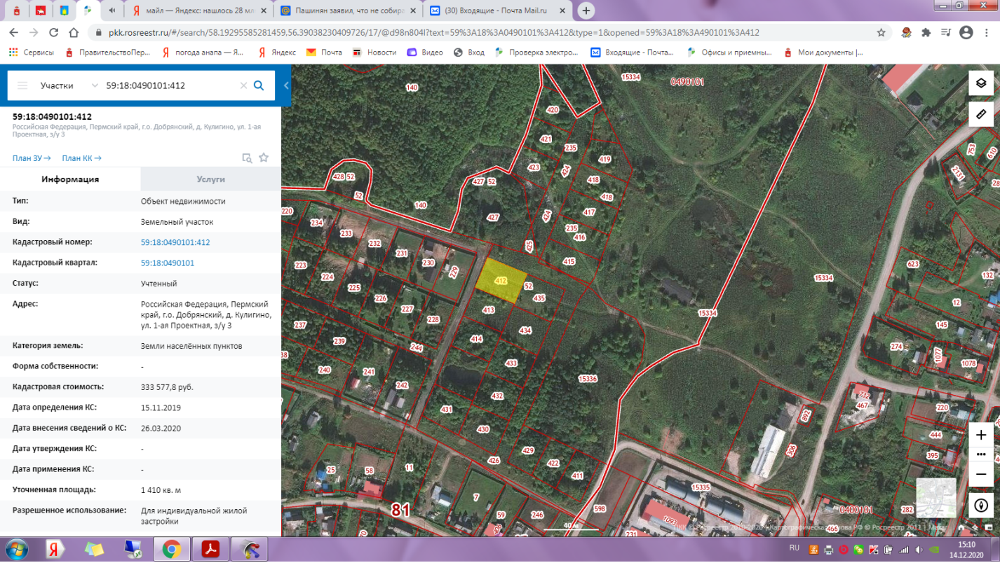 майл — Яндекс: нашлось 28 мл
Пашинян заявил, что не собира
(30) Входящие - Почта Mail.ru
pkk.rosreestr.ru/#/search/58.19295585281459,56.39038230409726/17/@d98n804l?text=59%3A18%3A0490101%3A412&type=1&opened=59%3A18%3A490101%3A412
Сервисы ПравительствоПер... погода анапа — Я... Яндекс Почта Новости Видео Вход Проверка электро... Входящие - Почта... Офисы и приемны... Мои документы |...
Участки 59:18:0490101:412
59:18:0490101:412
Российская Федерация, Пермский край, г.о. Добрянский, д. Кулигино, ул. 1-ая
Проектная, з/у 3
План ЗУ → План КК →
Информация Услуги
Тип: Объект недвижимости
Вид: Земельный участок
Кадастровый номер: 59:18:0490101:412
Кадастровый квартал: 59:18:0490101
Статус: Учтенный
Адрес: Российская Федерация, Пермский
край, г.о. Добрянский, д. Кулигино,
ул. 1-ая Проектная, з/у 3
Категория земель: Земли населённых пунктов
Форма собственности: -
Кадастровая стоимость: 333 577,8 руб.
Дата определения КС: 15.11.2019
Дата внесения сведений о КС: 26.03.2020
Дата утверждения КС: -
Дата применения КС: -
Уточненная площадь: 1 410 кв. м
Разрешенное использование: Для индивидуальной жилой
застройки
15334 0490101
140
420
421 235 753 610
423 424 419 2131
428 52 427 52 418 28
52 140 418
220 427 424 417
234 235
233 416
232 425
231
223 230 415 623
224 229 132
225 412 52 15334
226 435 12
227 413 15334
237 228 434 145
239 414 274
38 244 433 1077 1078
240 241 15336
242 432 732
431 467 220
892
430 444
429 306 395
426 422
25 58 11 411
15335
7 598
81 59 246 0400101 282
426 1093 466
231
40 м
ПКК © Росреестр 2010-2020 | Картографическая основа РФ © Росреестр 2011 |
RU 15:10
14.12.2020